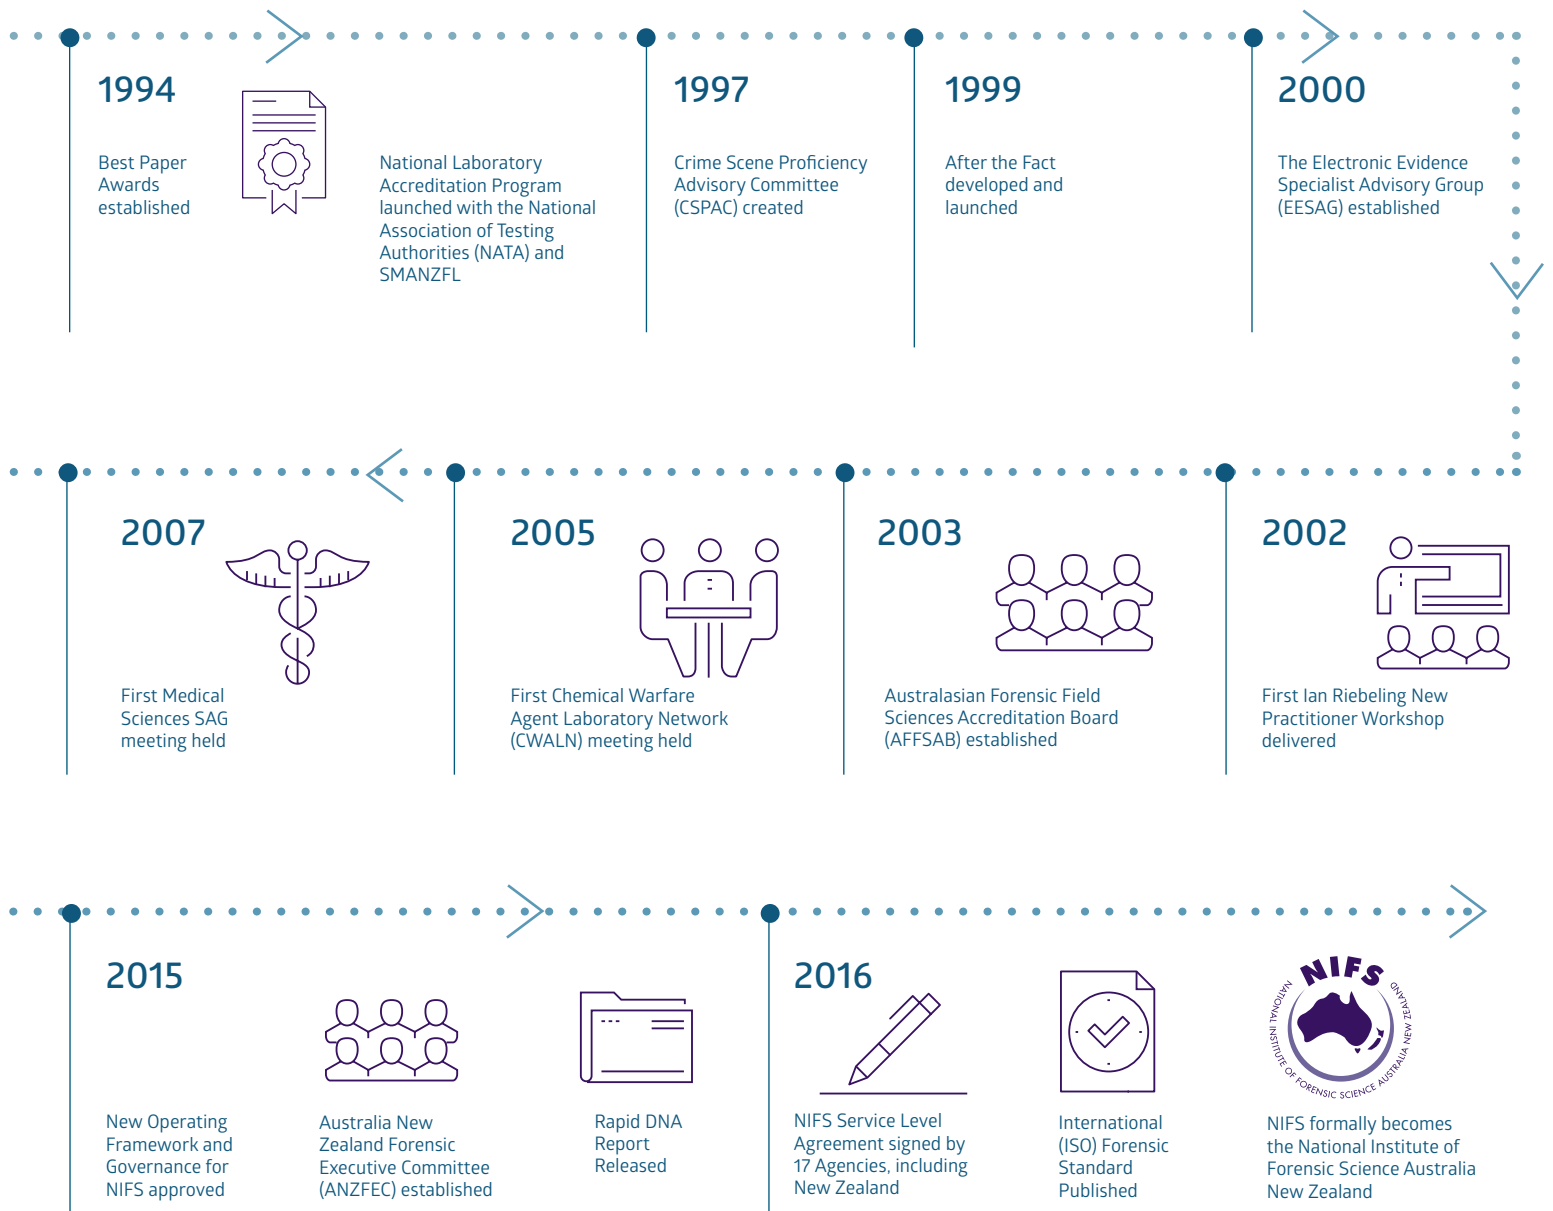 1994
Best Paper
Awards
established
National Laboratory
Accreditation Program
launched with the National
Association of Testing
Authorities (NATA) and
SMANZFL
1997
Crime Scene Proficiency
Advisory Committee
(CSPAC) created
1999
After the Fact
developed and
launched
2000
The Electronic Evidence
Specialist Advisory Group
(EESAG) established
2007
First Medical
Sciences SAG
meeting held
2005
First Chemical Warfare
Agent Laboratory Network
(CWALN) meeting held
2003
Australasian Forensic Field
Sciences Accreditation Board
(AFFSAB) established
2002
First Ian Riebeling New
Practitioner Workshop
delivered
2015
New Operating
Framework and
Governance for
NIFS approved
Australia New
Zealand Forensic
Executive Committee
(ANZFEC) established
Rapid DNA
Report
Released
2016
NIFS Service Level
Agreement signed by
17 Agencies, including
New Zealand
International
(ISO) Forensic
Standard
Published
NIFS
NATIONAL INSTITUTE OF FORENSIC SCIENCE AUSTRALIA NEW ZEALAND
NIFS formally becomes
the National Institute of
Forensic Science Australia
New Zealand